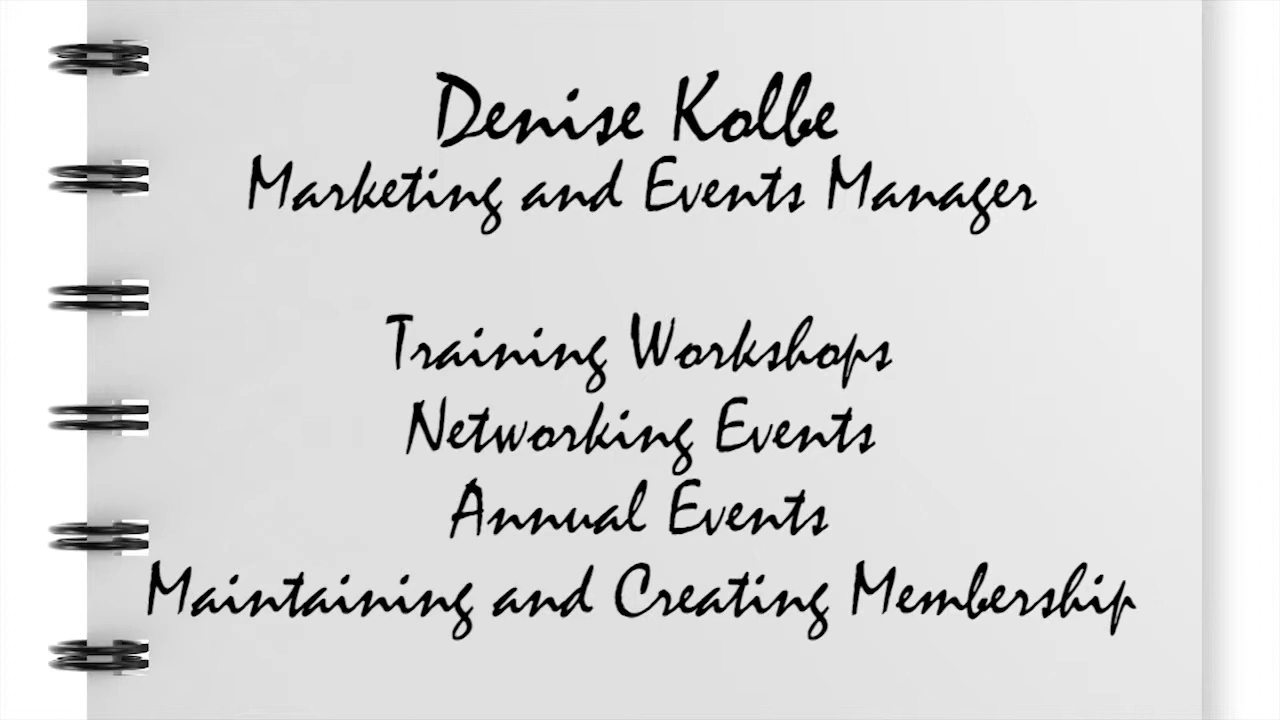 Denise Kolbe
Marketing and Events Manager
Training Workshops
Networking Events
Annual Events
Maintaining and Creating Membership